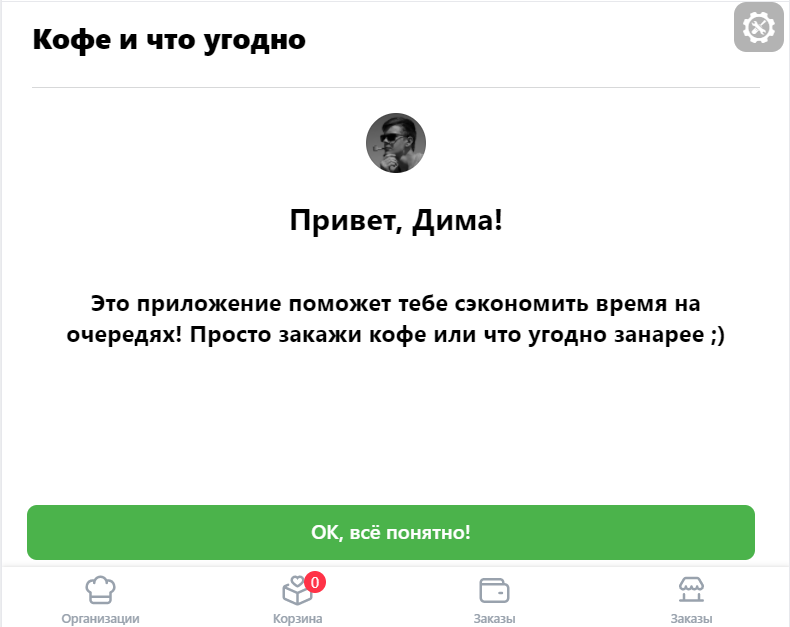 Кофе и что угодно
Привет, Дима!
Это приложение поможет тебе сэкономить время на
очередях! Просто закажи кофе или что угодно занарее ;)
ОК, всё понятно!
0
Организации
Корзина
Заказы
Заказы